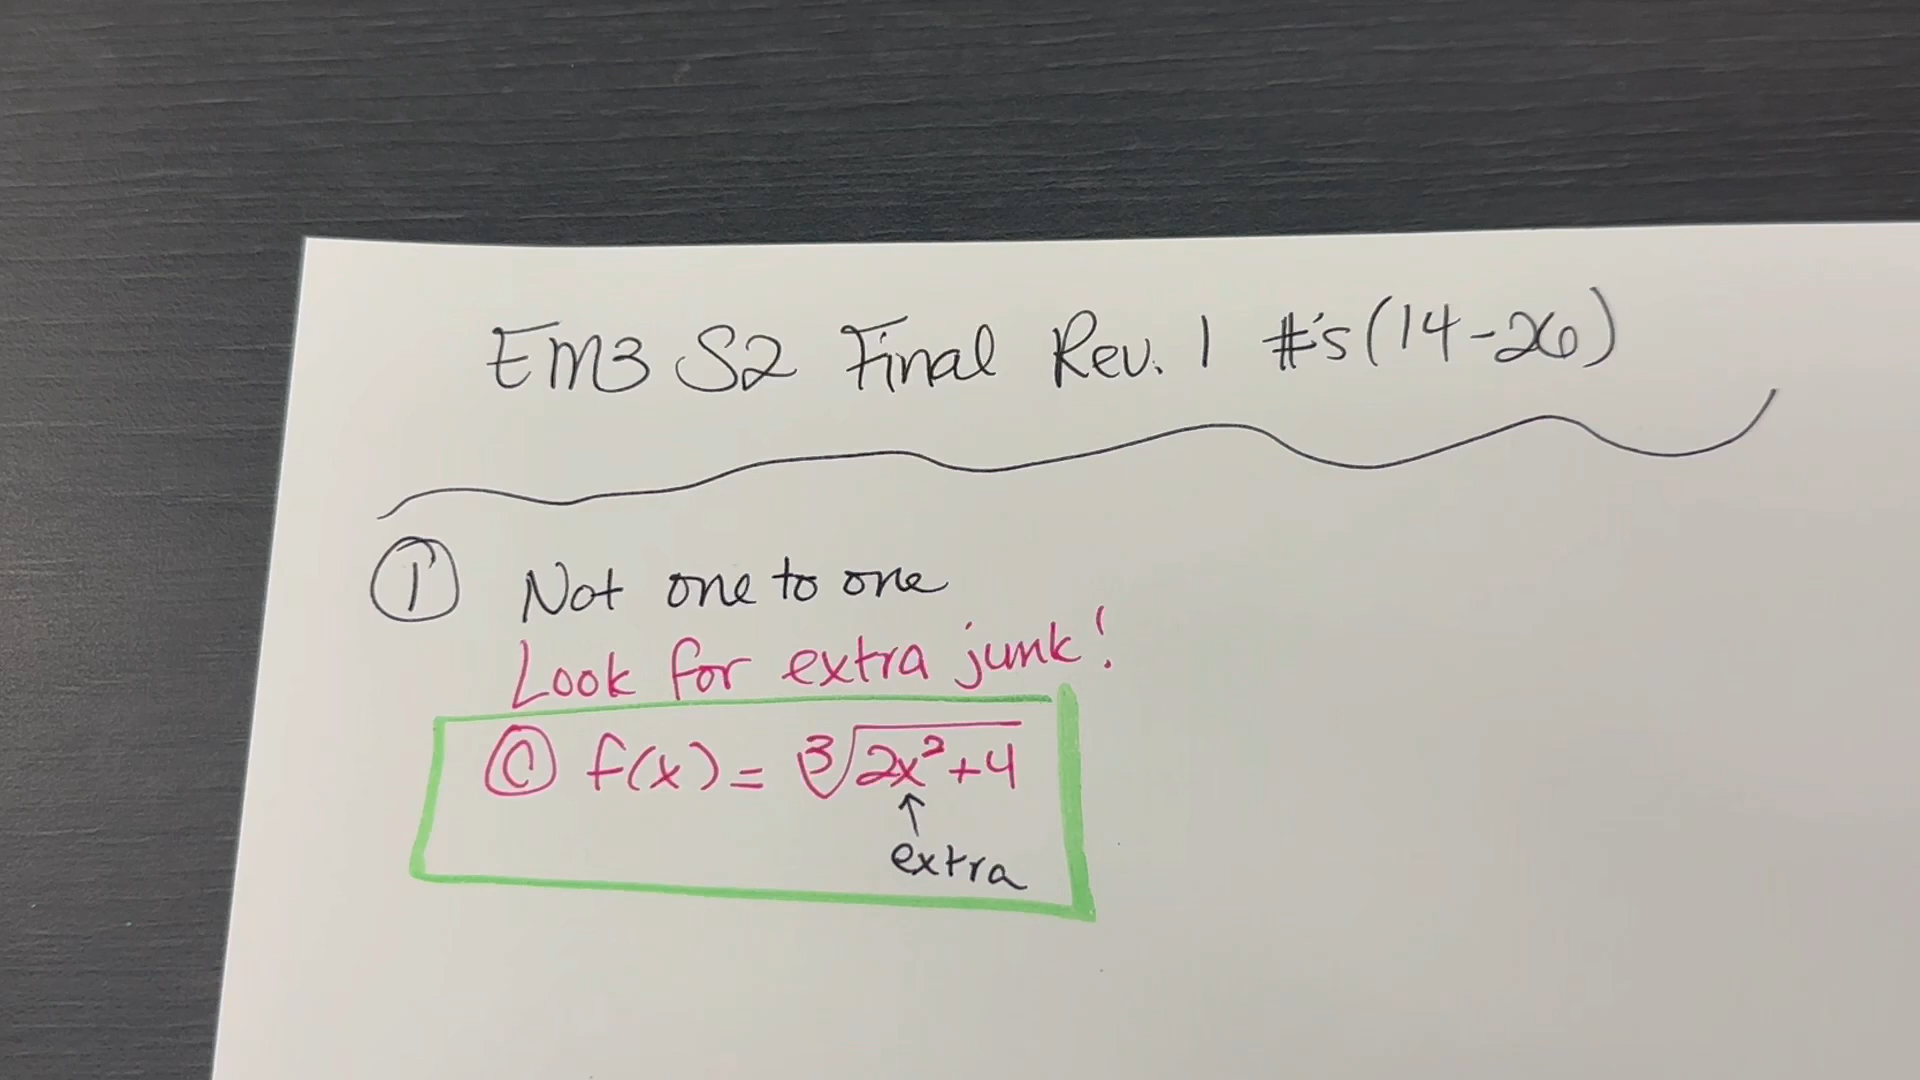 EM3 S2 Final Rev. 1 #'s (14-26)
① Not one to one
Look for extra junk!
Ⓒ f(x) = ∛(2x²+4)
↑
extra